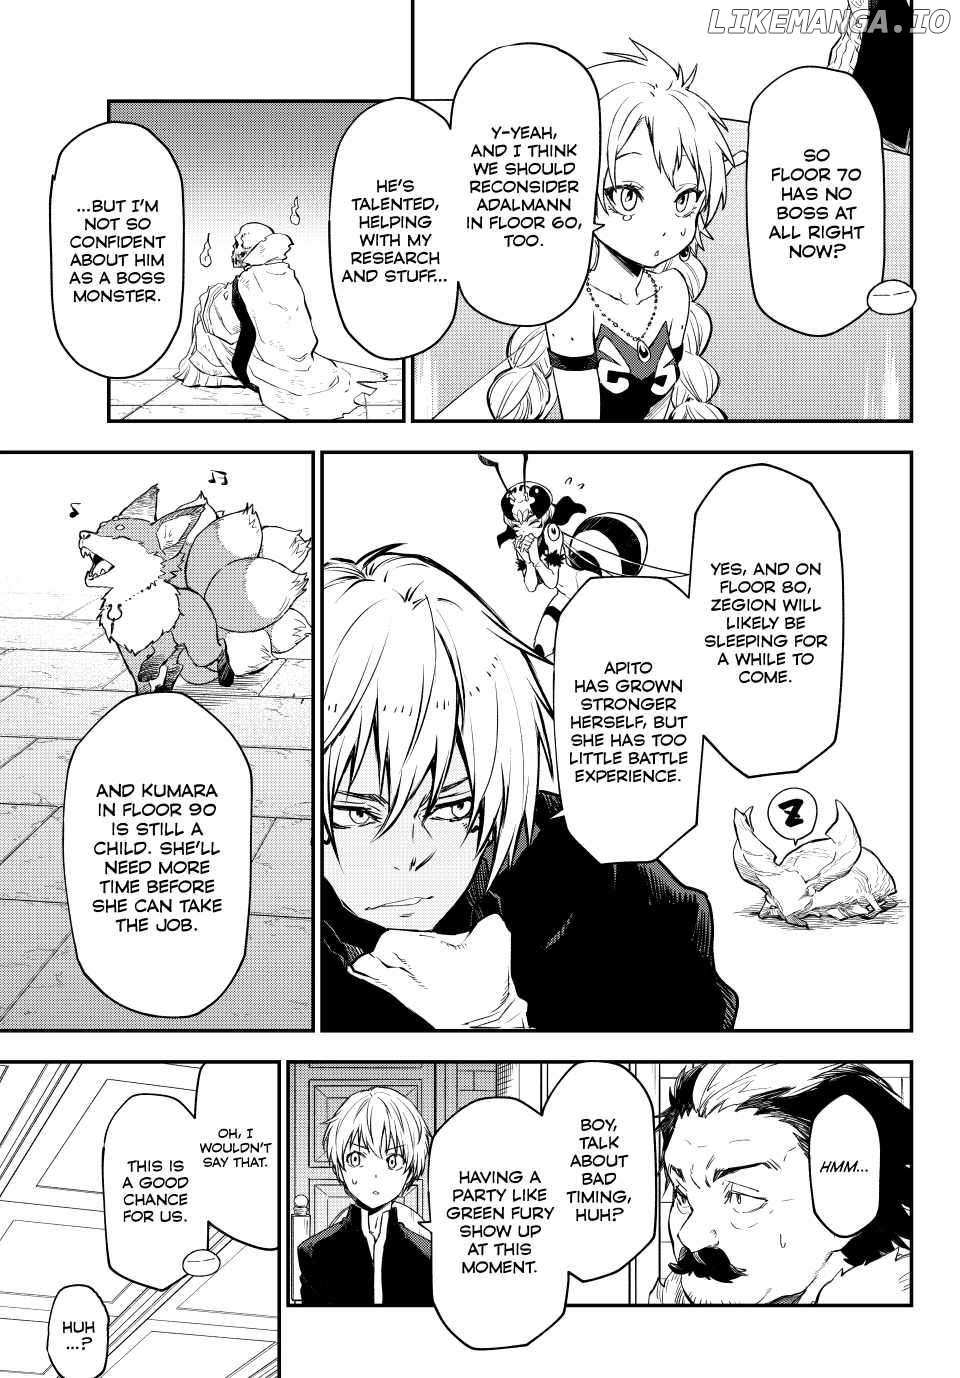 LIKEMANGA.IO
SO
FLOOR 70
HAS NO
BOSS AT
ALL RIGHT
NOW?
Y-YEAH,
AND I THINK
WE SHOULD
RECONSIDER
ADALMANN
IN FLOOR 60,
TOO.
HE'S
TALENTED,
HELPING
WITH MY
RESEARCH
AND STUFF...
...BUT I'M
NOT SO
CONFIDENT
ABOUT HIM
AS A BOSS
MONSTER.
YES, AND ON
FLOOR 80,
ZEGION WILL
LIKELY BE
SLEEPING FOR
A WHILE TO
COME.
Z
APITO
HAS GROWN
STRONGER
HERSELF, BUT
SHE HAS TOO
LITTLE BATTLE
EXPERIENCE.
AND KUMARA
IN FLOOR 90
IS STILL A
CHILD. SHE'LL
NEED MORE
TIME BEFORE
SHE CAN TAKE
THE JOB.
HMM...
BOY,
TALK
ABOUT
BAD
TIMING,
HUH?
HAVING A
PARTY LIKE
GREEN FURY
SHOW UP
AT THIS
MOMENT.
OH, I
WOULDN'T
SAY THAT.
THIS IS
A GOOD
CHANCE
FOR US.
HUH
...?